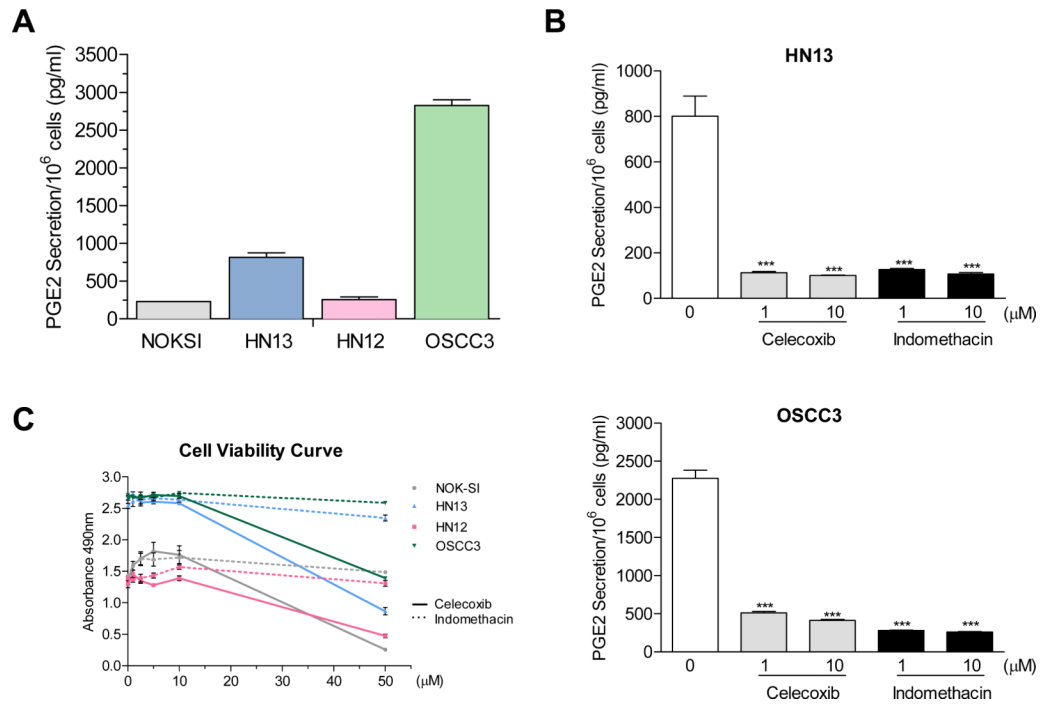 A
PGE2 Secretion/10⁶ cells (pg/ml)
3500
3000
2500
2000
1500
1000
500
0
NOKSI HN13 HN12 OSCC3
B
HN13
PGE2 Secretion/10⁶ cells (pg/ml)
1000
800
600
400
200
0
*** *** *** ***
0 1 10 1 10 (μM)
Celecoxib Indomethacin
OSCC3
PGE2 Secretion/10⁶ cells (pg/ml)
3000
2500
2000
1500
1000
500
0
*** *** *** ***
0 1 10 1 10 (μM)
Celecoxib Indomethacin
C
Cell Viability Curve
Absorbance 490nm
3.0
2.5
2.0
1.5
1.0
0.5
0.0
0 10 20 30 40 50 (μM)
NOK-SI
HN13
HN12
OSCC3
Celecoxib
Indomethacin